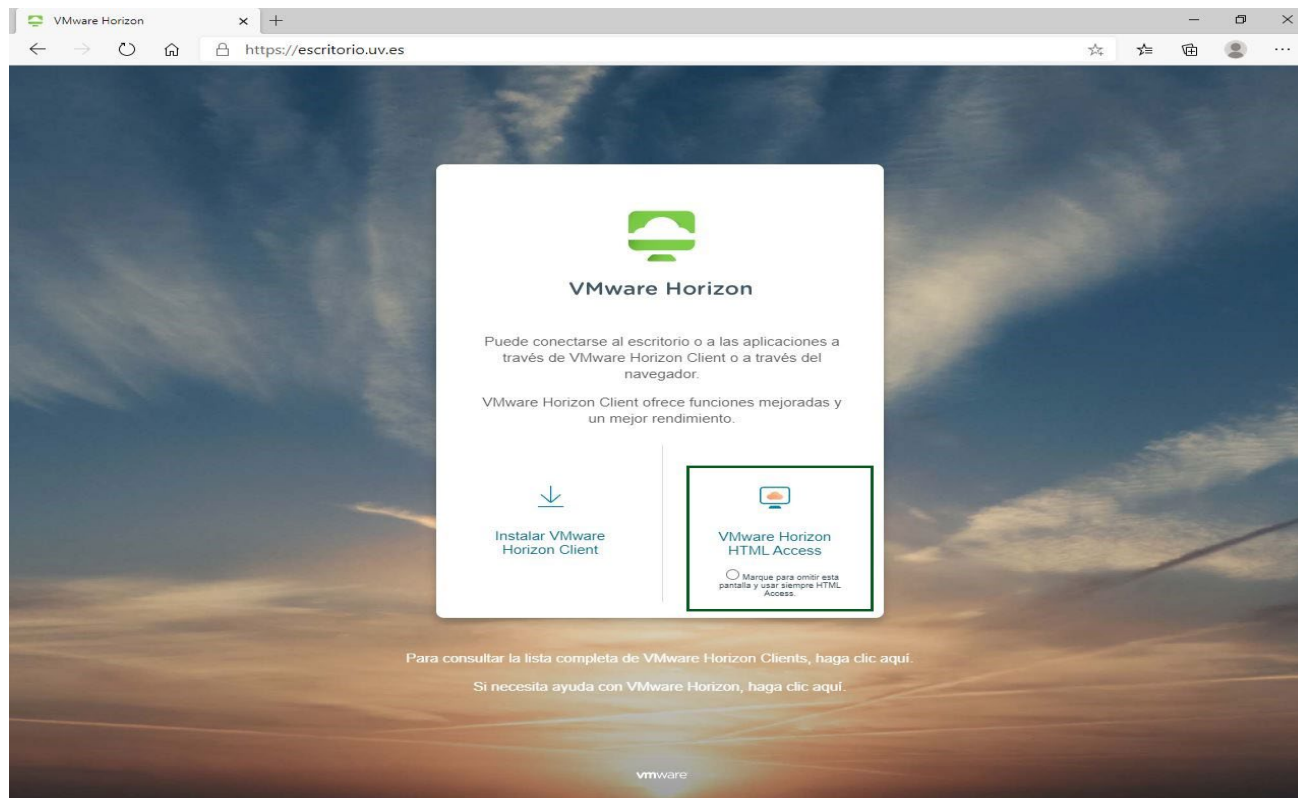 VMware Horizon
https://escritorio.uv.es
VMware Horizon
Puede conectarse al escritorio o a las aplicaciones a
través de VMware Horizon Client o a través del
navegador.
VMware Horizon Client ofrece funciones mejoradas y
un mejor rendimiento.
Instalar VMware
Horizon Client
VMware Horizon
HTML Access
Marque para omitir esta
pantalla y usar siempre HTML
Access.
Para consultar la lista completa de VMware Horizon Clients, haga clic aquí.
Si necesita ayuda con VMware Horizon, haga clic aquí.
vmware